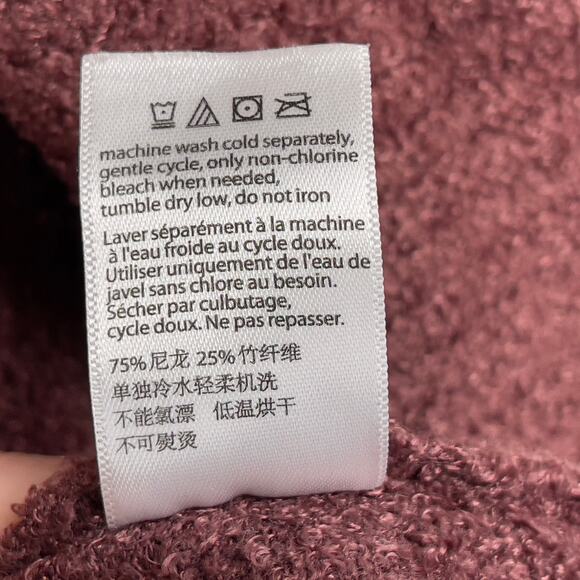 machine wash cold separately,
gentle cycle, only non-chlorine
bleach when needed,
tumble dry low, do not iron
Laver séparément à la machine
à l'eau froide au cycle doux.
Utiliser uniquement de l'eau de
javel sans chlore au besoin.
Sécher par culbutage,
cycle doux. Ne pas repasser.
75%尼龙 25%竹纤维
单独冷水轻柔机洗
不能氯漂 低温烘干
不可熨烫